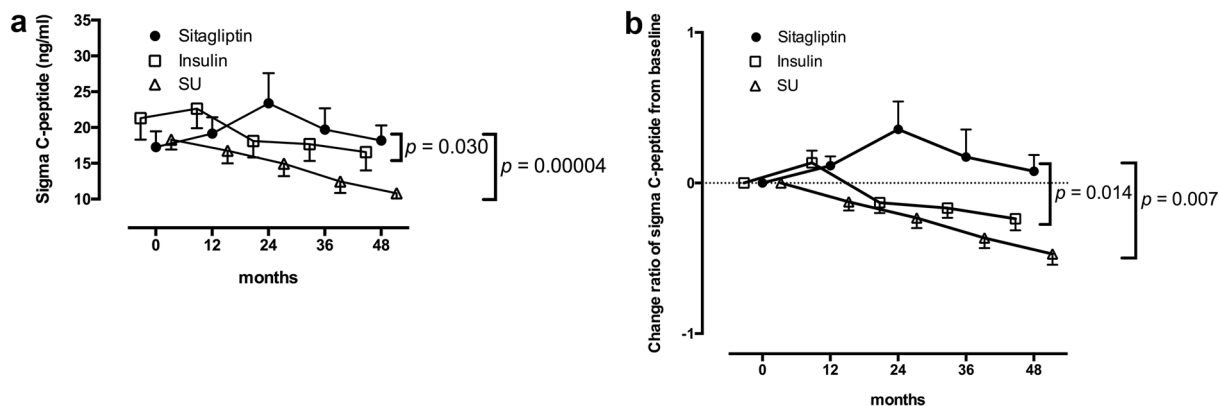 a
Sigma C-peptide (ng/ml)
35
30
25
20
15
10
Sitagliptin
Insulin
SU
p = 0.030
p = 0.00004
0 12 24 36 48
months
b
Change ratio of sigma C-peptide from baseline
1
0
-1
Sitagliptin
Insulin
SU
p = 0.014
p = 0.007
0 12 24 36 48
months